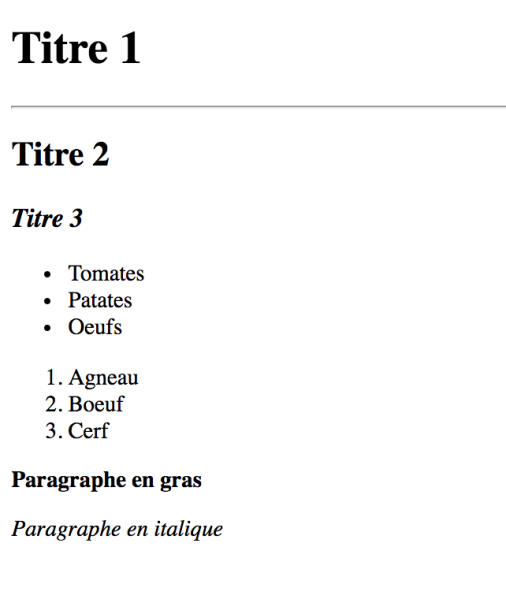 Titre 1
Titre 2
Titre 3
• Tomates
• Patates
• Oeufs
1. Agneau
2. Boeuf
3. Cerf
Paragraphe en gras
Paragraphe en italique